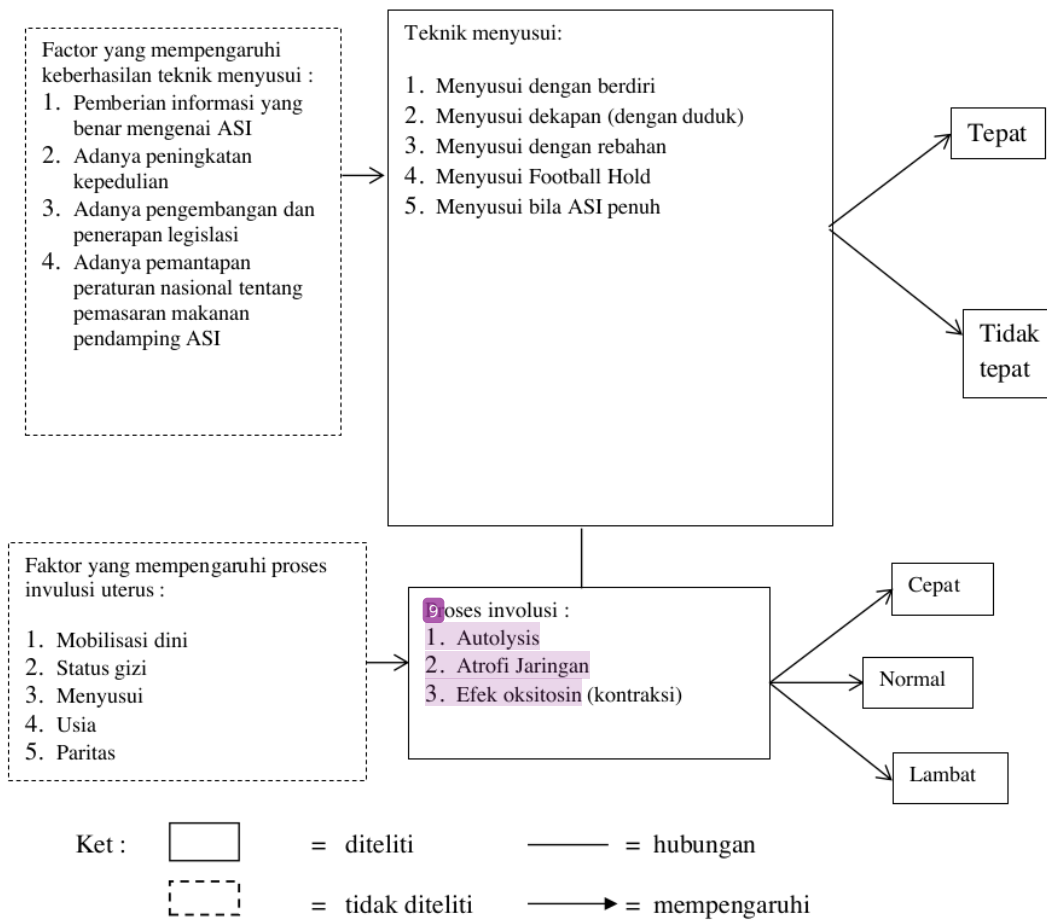 Factor yang mempengaruhi
keberhasilan teknik menyusui :
1. Pemberian informasi yang
benar mengenai ASI
2. Adanya peningkatan
kepedulian
3. Adanya pengembangan dan
penerapan legislasi
4. Adanya pemantapan
peraturan nasional tentang
pemasaran makanan
pendamping ASI
Teknik menyusui:
1. Menyusui dengan berdiri
2. Menyusui dekapan (dengan duduk)
3. Menyusui dengan rebahan
4. Menyusui Football Hold
5. Menyusui bila ASI penuh
Tepat
Tidak
tepat
Faktor yang mempengaruhi proses
invulusi uterus :
1. Mobilisasi dini
2. Status gizi
3. Menyusui
4. Usia
5. Paritas
9
Proses involusi :
1. Autolysis
2. Atrofi Jaringan
3. Efek oksitosin (kontraksi)
Cepat
Normal
Lambat
Ket : = diteliti = hubungan
= tidak diteliti = mempengaruhi